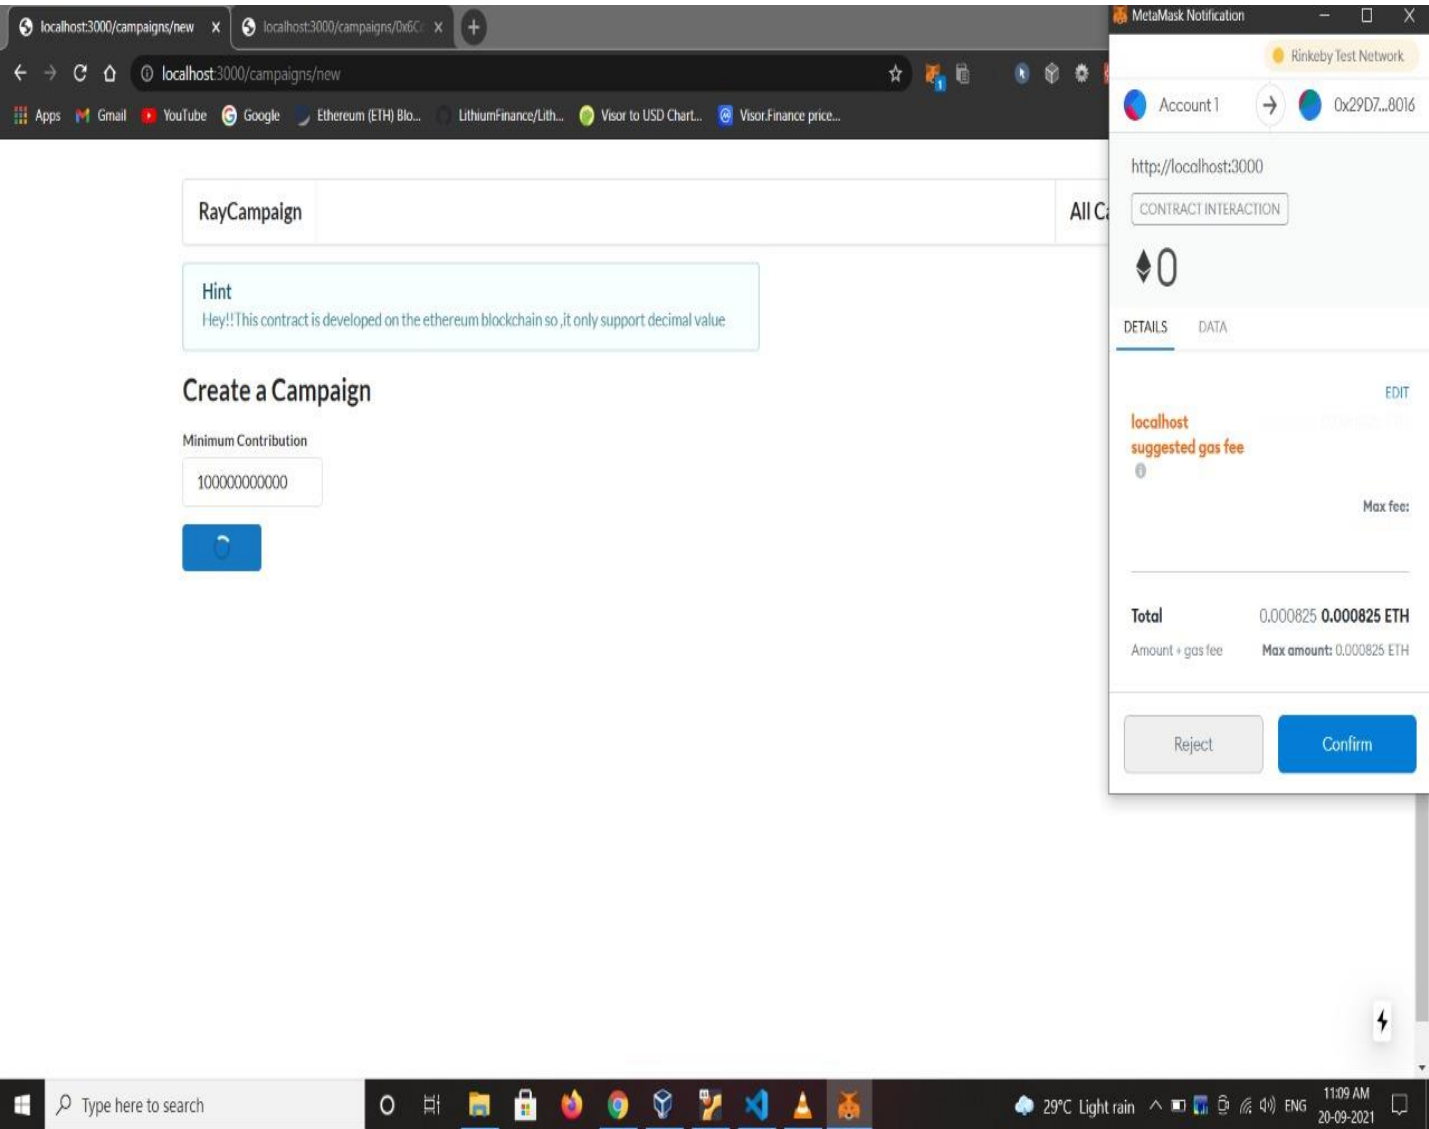 localhost:3000/campaigns/new
localhost:3000/campaigns/0x6C
MetaMask Notification
localhost:3000/campaigns/new
1
Rinkeby Test Network
Apps
Gmail
YouTube
Google
Ethereum (ETH) Blo...
LithiumFinance/Lith...
Visor to USD Chart...
Visor.Finance price...
Account 1
0x29D7...8016
http://localhost:3000
CONTRACT INTERACTION
0
DETAILS
DATA
EDIT
localhost
suggested gas fee
Max fee:
Total
0.000825 0.000825 ETH
Amount + gas fee
Max amount: 0.000825 ETH
Reject
Confirm
RayCampaign
All Ca
Hint
Hey!!This contract is developed on the ethereum blockchain so ,it only support decimal value
Create a Campaign
Minimum Contribution
100000000000
Type here to search
29°C Light rain
ENG
11:09 AM
20-09-2021